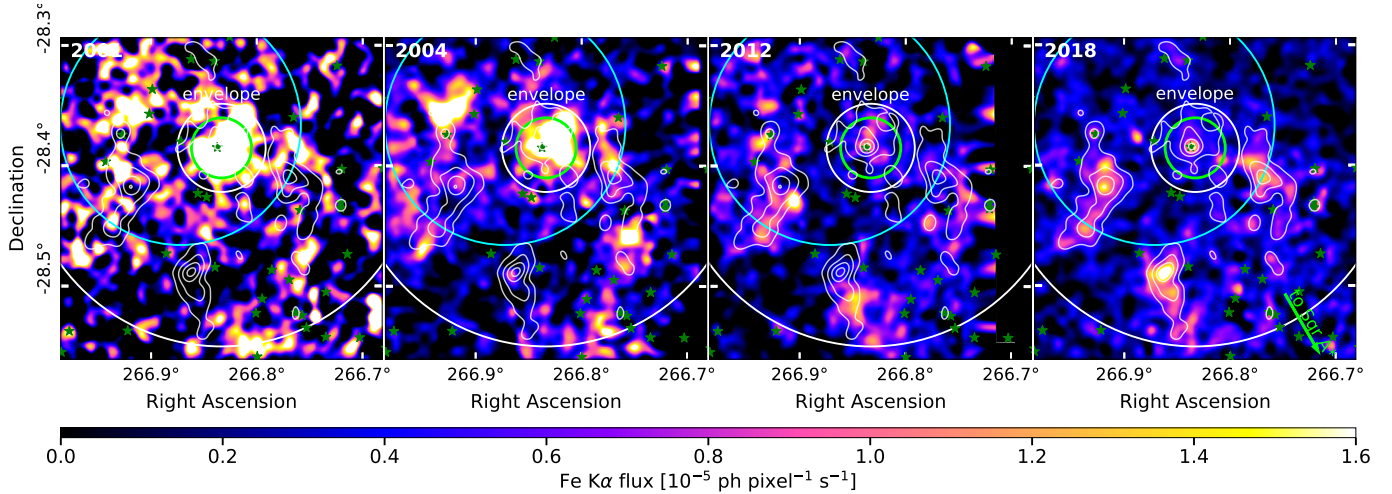 2001 2004 2012 2018
envelope envelope envelope envelope
-28.3°
-28.4°
-28.5°
Declination
266.9° 266.8° 266.7° 266.9° 266.8° 266.7° 266.9° 266.8° 266.7° 266.9° 266.8° 266.7°
to Sgr A
Right Ascension Right Ascension Right Ascension Right Ascension
0.0 0.2 0.4 0.6 0.8 1.0 1.2 1.4 1.6
Fe Kα flux [10⁻⁵ ph pixel⁻¹ s⁻¹]